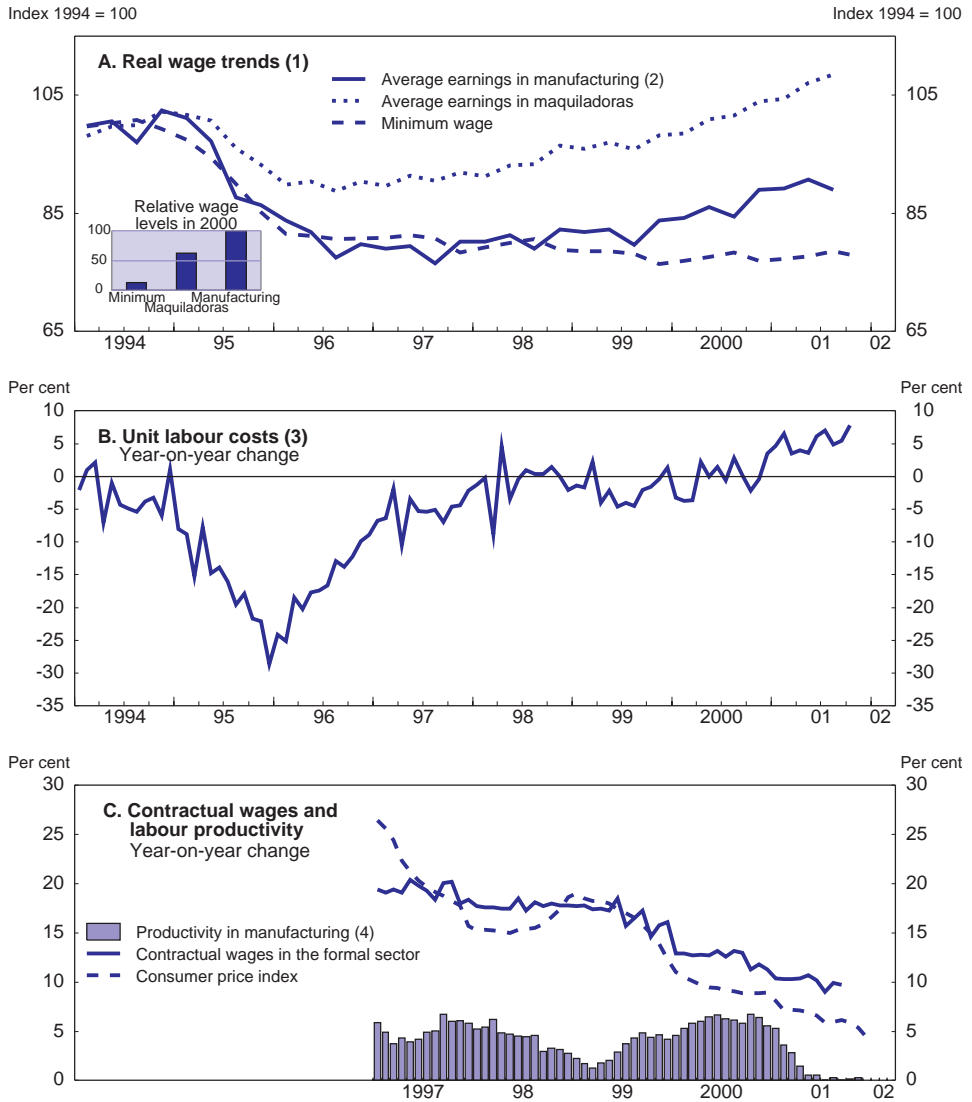 Index 1994 = 100 Index 1994 = 100
A. Real wage trends (1)
Average earnings in manufacturing (2)
Average earnings in maquiladoras
Minimum wage
105 105
85 85
65 65
Relative wage
levels in 2000
100
50
0
Minimum Manufacturing
Maquiladoras
1994 95 96 97 98 99 2000 01 02
Per cent Per cent
B. Unit labour costs (3)
Year-on-year change
10 10
5 5
0 0
-5 -5
-10 -10
-15 -15
-20 -20
-25 -25
-30 -30
-35 -35
1994 95 96 97 98 99 2000 01 02
Per cent Per cent
C. Contractual wages and
labour productivity
Year-on-year change
30 30
25 25
20 20
15 15
10 10
5 5
0 0
Productivity in manufacturing (4)
Contractual wages in the formal sector
Consumer price index
1997 98 99 2000 01 02